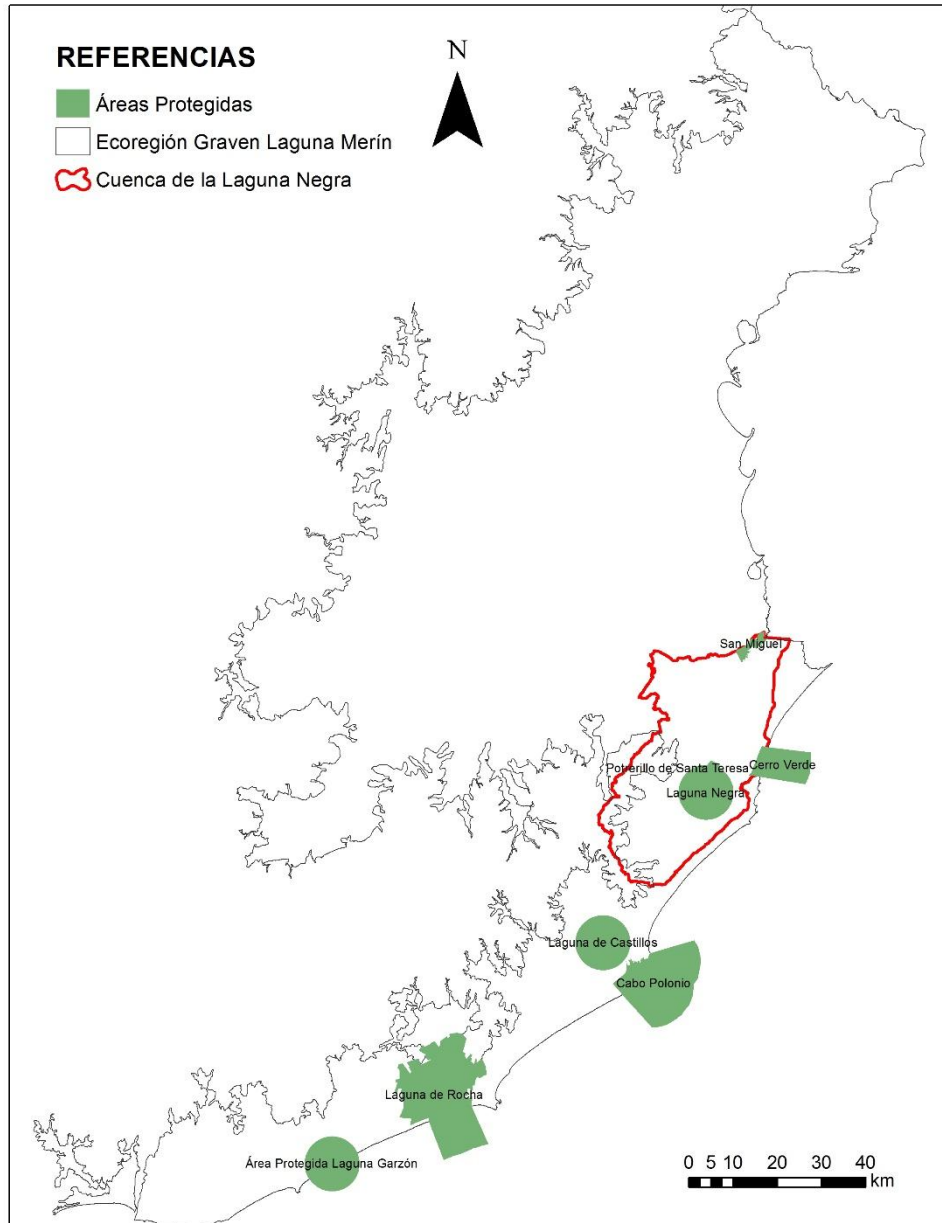 REFERENCIAS
Áreas Protegidas
Ecoregión Graven Laguna Merín
Cuenca de la Laguna Negra
N
San Miguel
Potrerillo de Santa Teresa
Cerro Verde
Laguna Negra
Laguna de Castillos
Cabo Polonio
Laguna de Rocha
Área Protegida Laguna Garzón
0 5 10 20 30 40
km